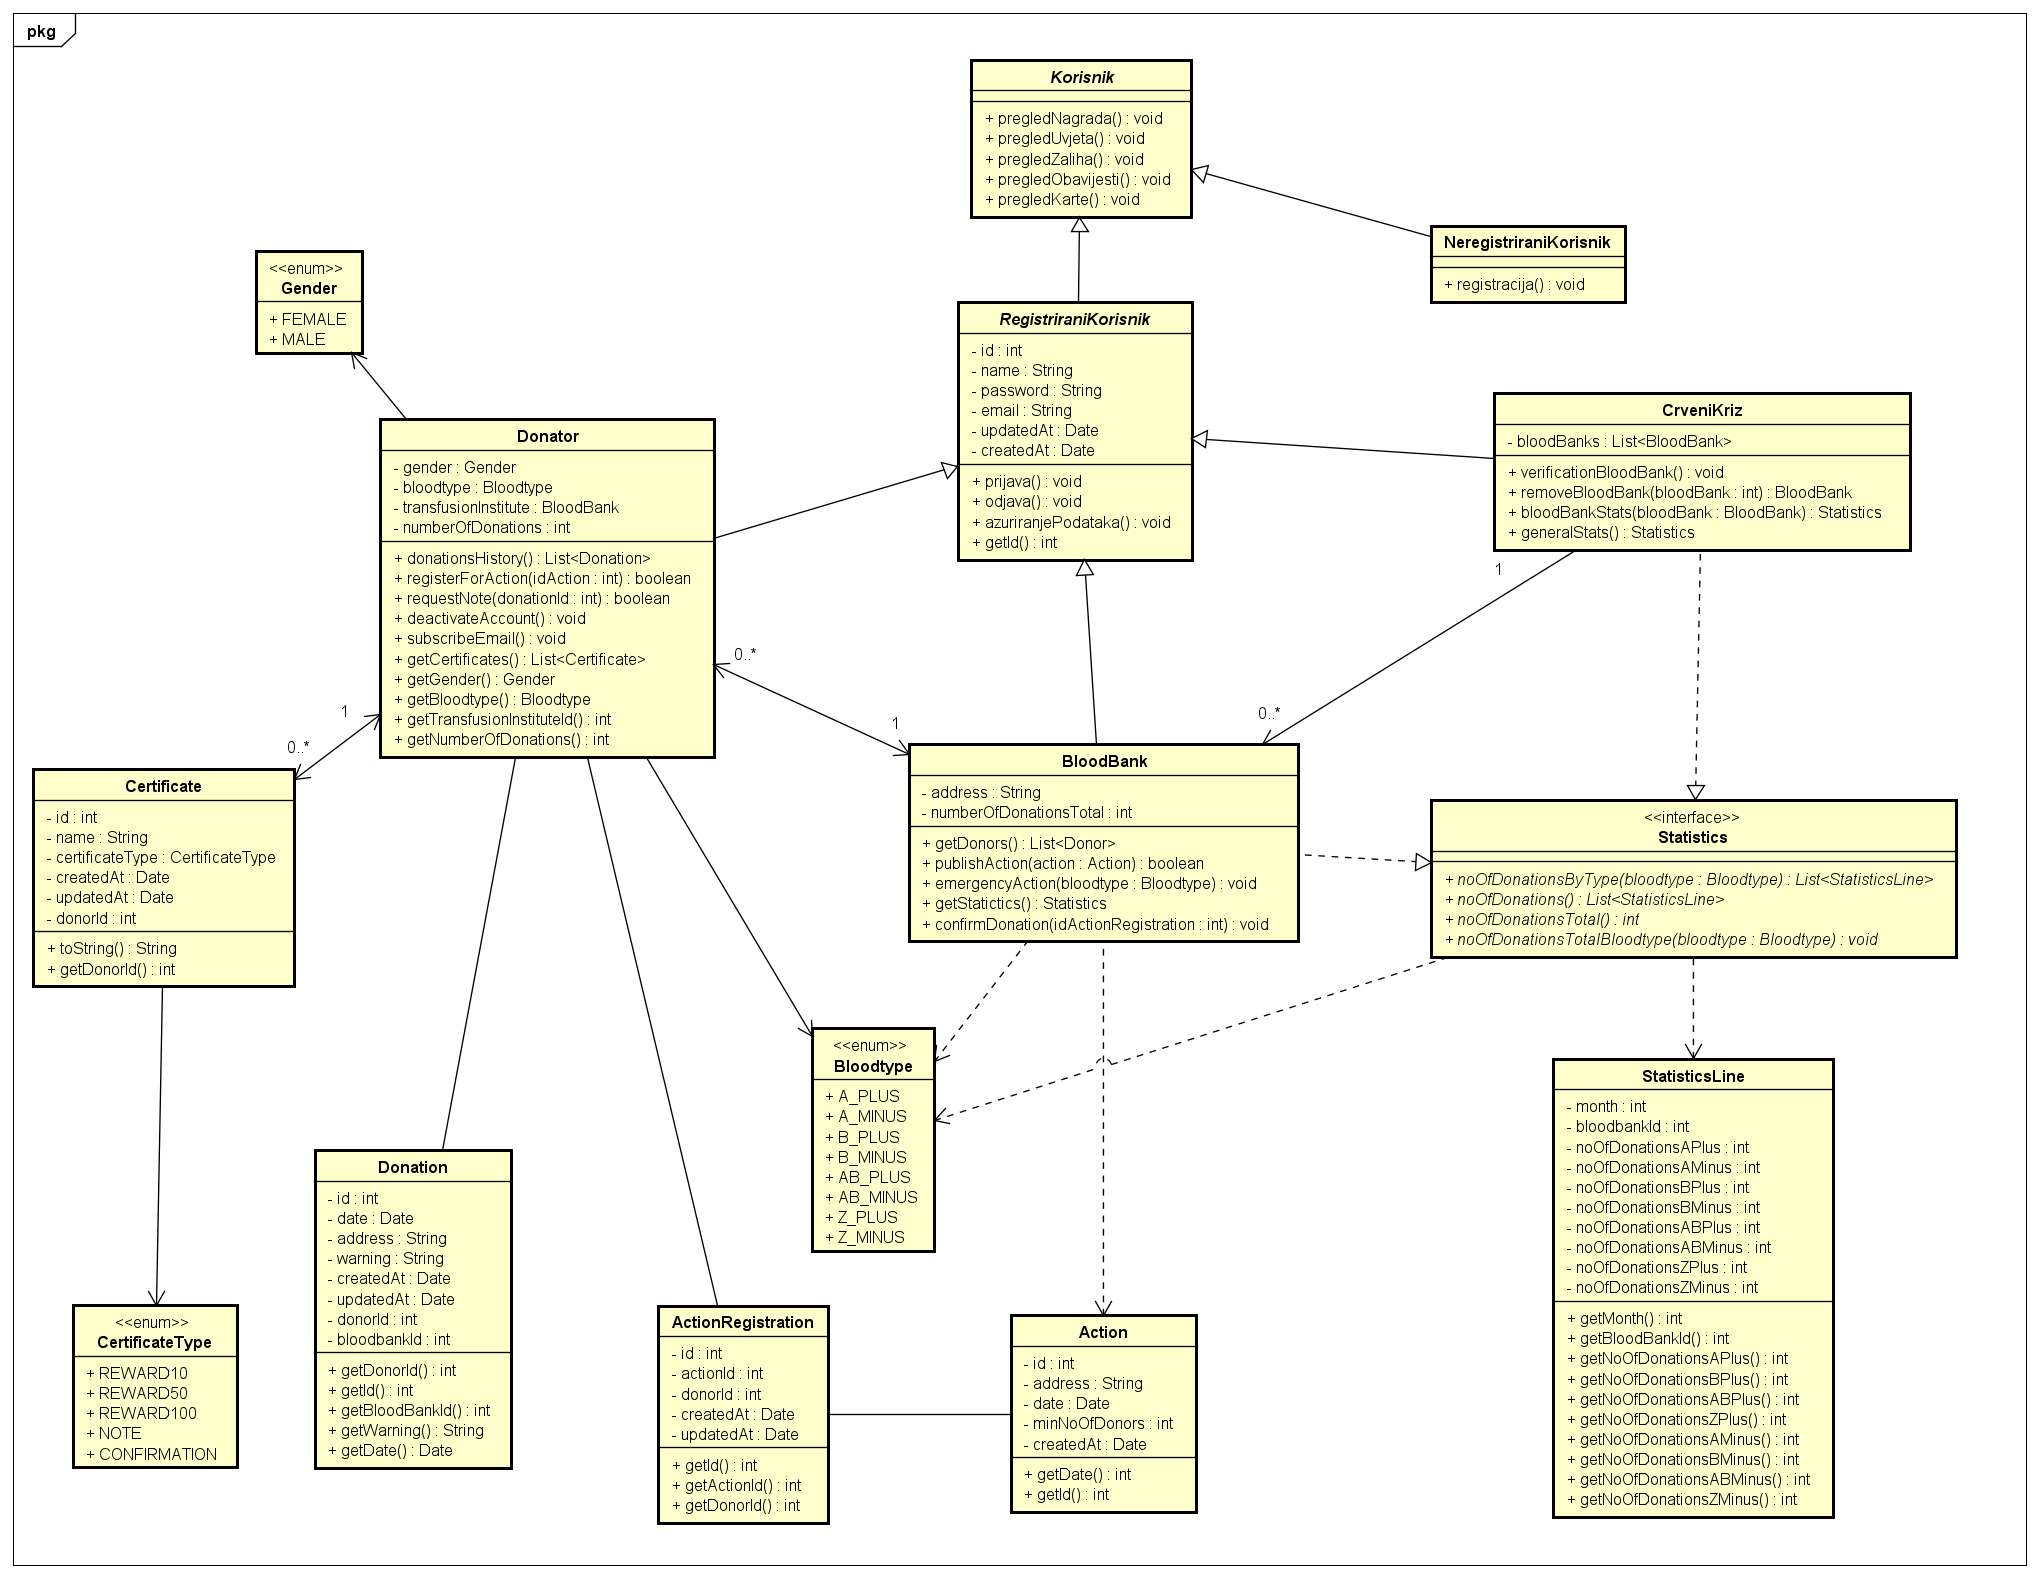 pkg
Korisnik
+ pregledNagrada() : void
+ pregledUvjeta() : void
+ pregledZaliha() : void
+ pregledObavijesti() : void
+ pregledKarte() : void
NeregistriraniKorisnik
+ registracija() : void
<<enum>>
Gender
+ FEMALE
+ MALE
RegistriraniKorisnik
- id : int
- name : String
- password : String
- email : String
- updatedAt : Date
- createdAt : Date
+ prijava() : void
+ odjava() : void
+ azuriranjePodataka() : void
+ getId() : int
CrveniKriz
- bloodBanks : List<BloodBank>
+ verificationBloodBank() : void
+ removeBloodBank(bloodBank : int) : BloodBank
+ bloodBankStats(bloodBank : BloodBank) : Statistics
+ generalStats() : Statistics
Donator
- gender : Gender
- bloodtype : Bloodtype
- transfusionInstitute : BloodBank
- numberOfDonations : int
+ donationsHistory() : List<Donation>
+ registerForAction(idAction : int) : boolean
+ requestNote(donationId : int) : boolean
+ deactivateAccount() : void
+ subscribeEmail() : void
+ getCertificates() : List<Certificate>
+ getGender() : Gender
+ getBloodtype() : Bloodtype
+ getTransfusionInstituteId() : int
+ getNumberOfDonations() : int
1
0..*
0..*
1
1
0..*
Certificate
- id : int
- name : String
- certificateType : CertificateType
- createdAt : Date
- updatedAt : Date
- donorId : int
+ toString() : String
+ getDonorId() : int
BloodBank
- address : String
- numberOfDonationsTotal : int
+ getDonors() : List<Donor>
+ publishAction(action : Action) : boolean
+ emergencyAction(bloodtype : Bloodtype) : void
+ getStatictics() : Statistics
+ confirmDonation(idActionRegistration : int) : void
<<interface>>
Statistics
+ noOfDonationsByType(bloodtype : Bloodtype) : List<StatisticsLine>
+ noOfDonations() : List<StatisticsLine>
+ noOfDonationsTotal() : int
+ noOfDonationsTotalBloodtype(bloodtype : Bloodtype) : void
<<enum>>
Bloodtype
+ A_PLUS
+ A_MINUS
+ B_PLUS
+ B_MINUS
+ AB_PLUS
+ AB_MINUS
+ Z_PLUS
+ Z_MINUS
StatisticsLine
- month : int
- bloodbankId : int
- noOfDonationsAPlus : int
- noOfDonationsAMinus : int
- noOfDonationsBPlus : int
- noOfDonationsBMinus : int
- noOfDonationsABPlus : int
- noOfDonationsABMinus : int
- noOfDonationsZPlus : int
- noOfDonationsZMinus : int
+ getMonth() : int
+ getBloodBankId() : int
+ getNoOfDonationsAPlus() : int
+ getNoOfDonationsBPlus() : int
+ getNoOfDonationsABPlus() : int
+ getNoOfDonationsZPlus() : int
+ getNoOfDonationsAMinus() : int
+ getNoOfDonationsBMinus() : int
+ getNoOfDonationsABMinus() : int
+ getNoOfDonationsZMinus() : int
Donation
- id : int
- date : Date
- address : String
- warning : String
- createdAt : Date
- updatedAt : Date
- donorId : int
- bloodbankId : int
+ getDonorId() : int
+ getId() : int
+ getBloodBankId() : int
+ getWarning() : String
+ getDate() : Date
<<enum>>
CertificateType
+ REWARD10
+ REWARD50
+ REWARD100
+ NOTE
+ CONFIRMATION
ActionRegistration
- id : int
- actionId : int
- donorId : int
- createdAt : Date
- updatedAt : Date
+ getId() : int
+ getActionId() : int
+ getDonorId() : int
Action
- id : int
- address : String
- date : Date
- minNoOfDonors : int
- createdAt : Date
+ getDate() : int
+ getId() : int